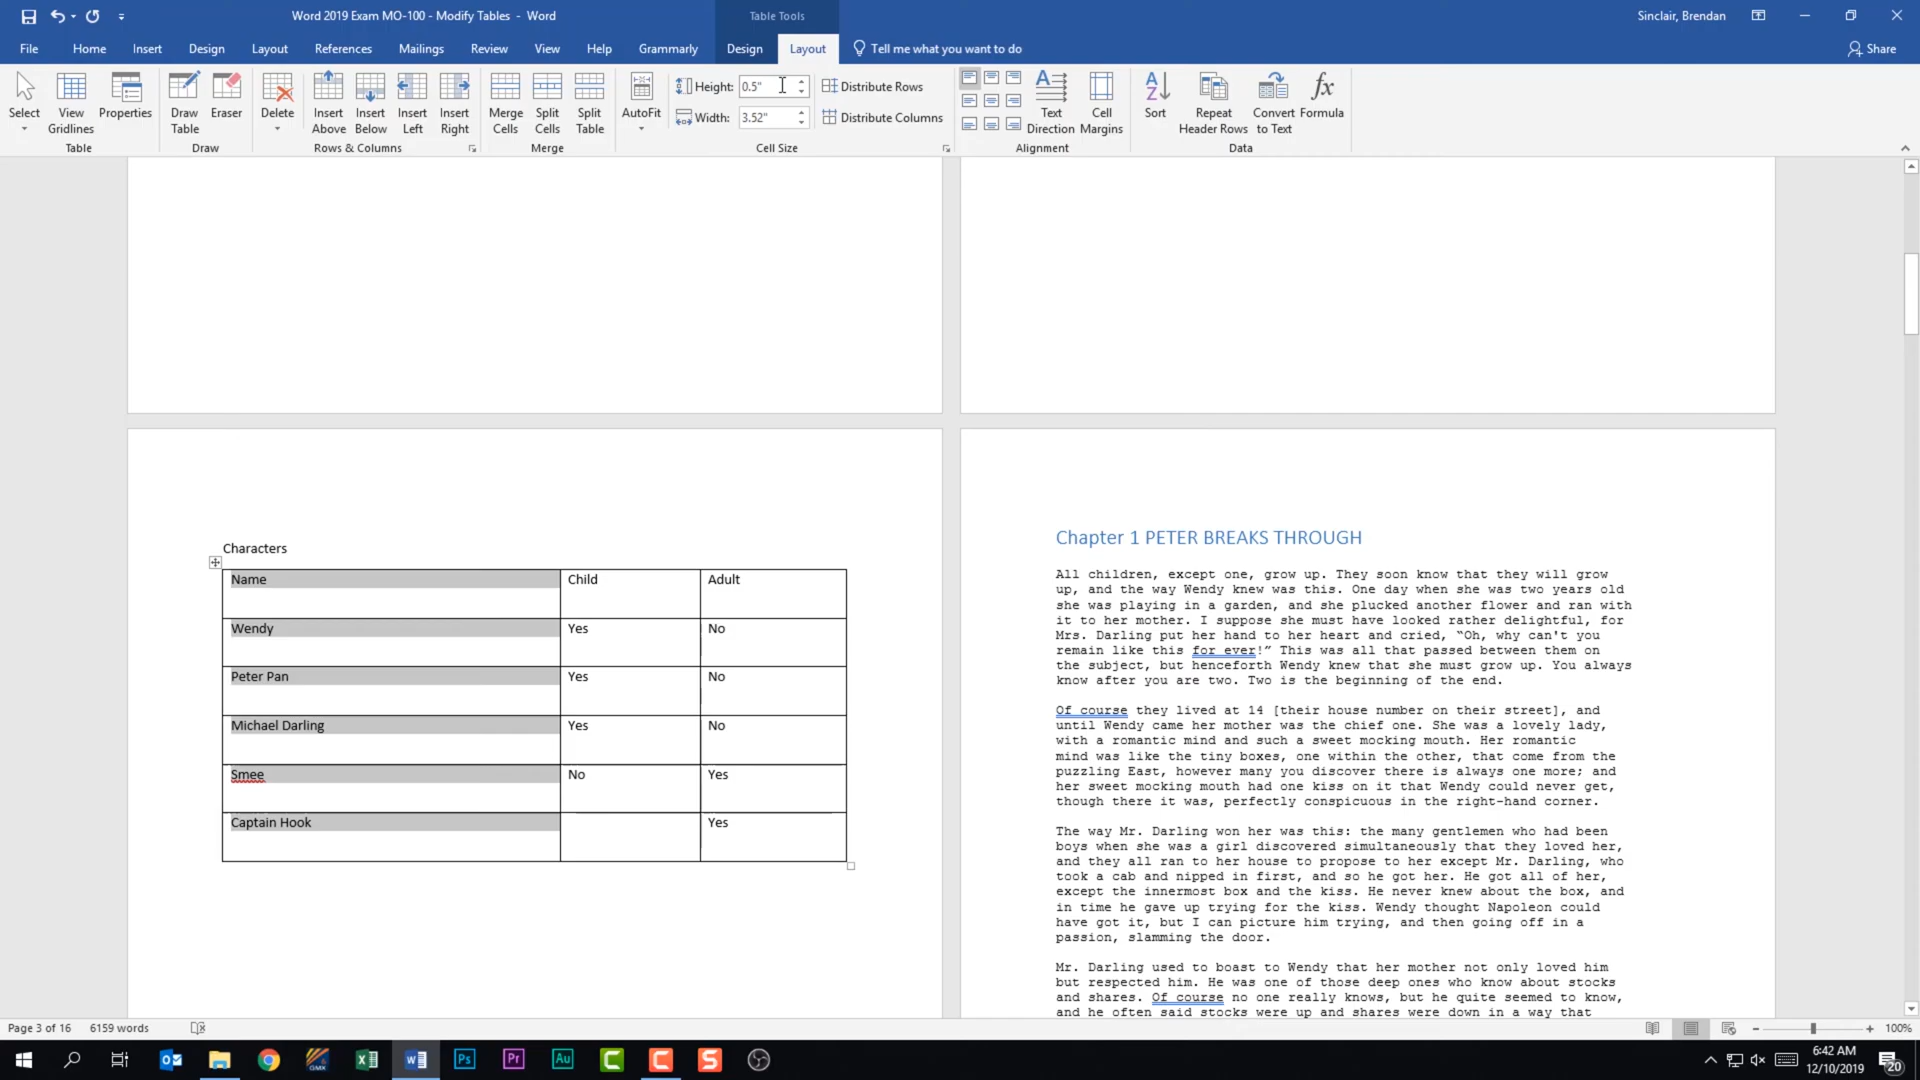 Word 2019 Exam MO-100 - Modify Tables - Word
Table Tools
Sinclair, Brendan
File Home Insert Design Layout References Mailings Review View Help Grammarly Design Layout Tell me what you want to do Share
Select
View Gridlines
Properties
Table
Draw Table
Eraser
Draw
Delete
Insert Above
Insert Below
Insert Left
Insert Right
Rows & Columns
Merge Cells
Split Cells
Split Table
Merge
AutoFit
Height: 0.5"
Width: 3.52"
Distribute Rows
Distribute Columns
Cell Size
Text Direction
Cell Margins
Alignment
Sort
Repeat Header Rows
Convert to Text
Formula
Data
Characters
Name Child Adult
Wendy Yes No
Peter Pan Yes No
Michael Darling Yes No
Smee No Yes
Captain Hook Yes
Chapter 1 PETER BREAKS THROUGH
All children, except one, grow up. They soon know that they will grow
up, and the way Wendy knew was this. One day when she was two years old
she was playing in a garden, and she plucked another flower and ran with
it to her mother. I suppose she must have looked rather delightful, for
Mrs. Darling put her hand to her heart and cried, “Oh, why can't you
remain like this for ever!” This was all that passed between them on
the subject, but henceforth Wendy knew that she must grow up. You always
know after you are two. Two is the beginning of the end.
Of course they lived at 14 [their house number on their street], and
until Wendy came her mother was the chief one. She was a lovely lady,
with a romantic mind and such a sweet mocking mouth. Her romantic
mind was like the tiny boxes, one within the other, that come from the
puzzling East, however many you discover there is always one more; and
her sweet mocking mouth had one kiss on it that Wendy could never get,
though there it was, perfectly conspicuous in the right-hand corner.
The way Mr. Darling won her was this: the many gentlemen who had been
boys when she was a girl discovered simultaneously that they loved her,
and they all ran to her house to propose to her except Mr. Darling, who
took a cab and nipped in first, and so he got her. He got all of her,
except the innermost box and the kiss. He never knew about the box, and
in time he gave up trying for the kiss. Wendy thought Napoleon could
have got it, but I can picture him trying, and then going off in a
passion, slamming the door.
Mr. Darling used to boast to Wendy that her mother not only loved him
but respected him. He was one of those deep ones who know about stocks
and shares. Of course no one really knows, but he quite seemed to know,
and he often said stocks were up and shares were down in a way that
Page 3 of 16 6159 words
100%
6:42 AM
12/10/2019
20